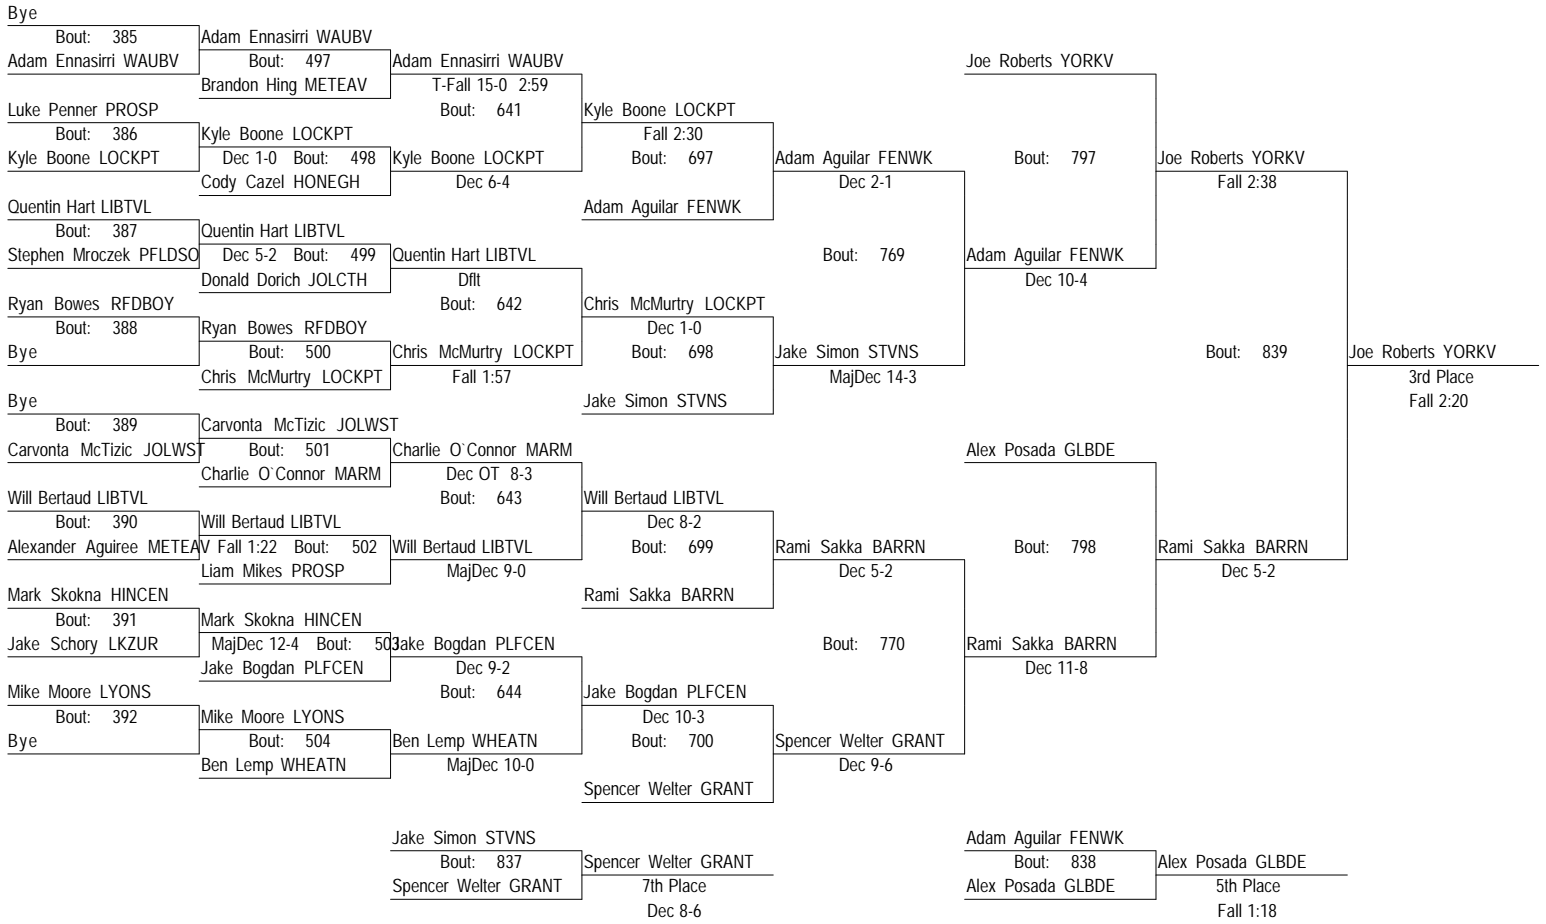 Bye
Bout: 385
Adam Ennasirri WAUBV
Luke Penner PROSP
Bout: 386
Kyle Boone LOCKPT
Quentin Hart LIBTVL
Bout: 387
Stephen Mroczek PFLDSO
Ryan Bowes RFDBOY
Bout: 388
Bye
Bye
Bout: 389
Carvonta McTizic JOLWST
Will Bertaud LIBTVL
Bout: 390
Alexander Aguiree METEAV
Mark Skokna HINCEN
Bout: 391
Jake Schory LKZUR
Mike Moore LYONS
Bout: 392
Bye
Adam Ennasirri WAUBV
Bout: 497
Brandon Hing METEAV
Kyle Boone LOCKPT
Dec 1-0 Bout: 498
Cody Cazel HONEGH
Quentin Hart LIBTVL
Dec 5-2 Bout: 499
Donald Dorich JOLCTH
Ryan Bowes RFDBOY
Bout: 500
Chris McMurtry LOCKPT
Carvonta McTizic JOLWST
Bout: 501
Charlie O`Connor MARM
Will Bertaud LIBTVL
Fall 1:22 Bout: 502
Liam Mikes PROSP
Mark Skokna HINCEN
MajDec 12-4 Bout: 503
Jake Bogdan PLFCEN
Mike Moore LYONS
Bout: 504
Ben Lemp WHEATN
Adam Ennasirri WAUBV
T-Fall 15-0 2:59
Bout: 641
Kyle Boone LOCKPT
Dec 6-4
Quentin Hart LIBTVL
Dflt
Bout: 642
Chris McMurtry LOCKPT
Fall 1:57
Charlie O`Connor MARM
Dec OT 8-3
Bout: 643
Will Bertaud LIBTVL
MajDec 9-0
Jake Bogdan PLFCEN
Dec 9-2
Bout: 644
Ben Lemp WHEATN
MajDec 10-0
Kyle Boone LOCKPT
Fall 2:30
Bout: 697
Adam Aguilar FENWK
Chris McMurtry LOCKPT
Dec 1-0
Bout: 698
Jake Simon STVNS
Will Bertaud LIBTVL
Dec 8-2
Bout: 699
Rami Sakka BARRN
Jake Bogdan PLFCEN
Dec 10-3
Bout: 700
Spencer Welter GRANT
Adam Aguilar FENWK
Dec 2-1
Bout: 769
Jake Simon STVNS
MajDec 14-3
Rami Sakka BARRN
Dec 5-2
Bout: 770
Spencer Welter GRANT
Dec 9-6
Joe Roberts YORKV
Bout: 797
Adam Aguilar FENWK
Dec 10-4
Alex Posada GLBDE
Bout: 798
Rami Sakka BARRN
Dec 11-8
Joe Roberts YORKV
Fall 2:38
Bout: 839
Rami Sakka BARRN
Dec 5-2
Joe Roberts YORKV
3rd Place
Fall 2:20
Jake Simon STVNS
Bout: 837
Spencer Welter GRANT
Spencer Welter GRANT
7th Place
Dec 8-6
Adam Aguilar FENWK
Bout: 838
Alex Posada GLBDE
Alex Posada GLBDE
5th Place
Fall 1:18